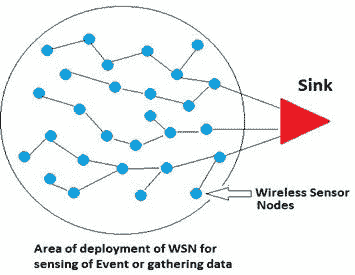 Sink
Wireless Sensor
Nodes
Area of deployment of WSN for
sensing of Event or gathering data